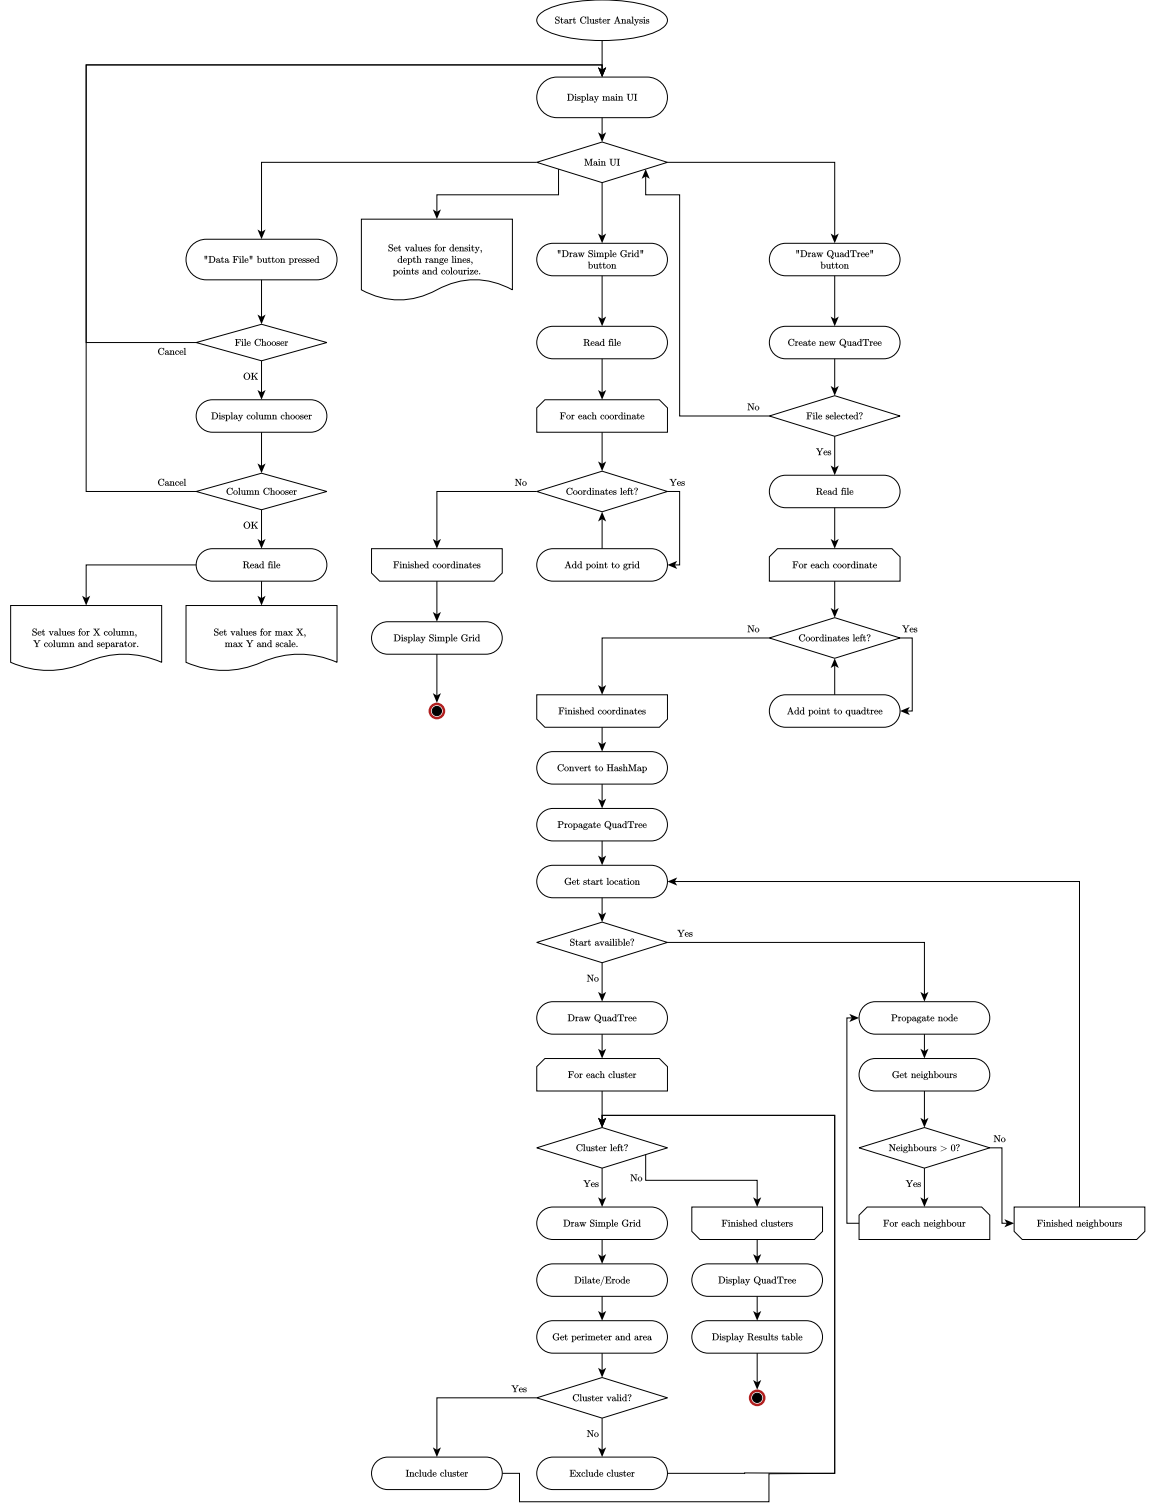 Start Cluster Analysis
Display main UI
Main UI
"Data File" button pressed
Set values for density,
depth range lines,
points and colourize.
"Draw Simple Grid"
button
"Draw QuadTree"
button
File Chooser
Cancel
OK
Read file
Create new QuadTree
Display column chooser
For each coordinate
No
File selected?
Yes
Cancel
Column Chooser
OK
No
Coordinates left?
Yes
Read file
Read file
Finished coordinates
Add point to grid
For each coordinate
Set values for X column,
Y column and separator.
Set values for max X,
max Y and scale.
Display Simple Grid
No
Coordinates left?
Yes
Finished coordinates
Add point to quadtree
Convert to HashMap
Propagate QuadTree
Get start location
Start availible?
Yes
No
Draw QuadTree
Propagate node
For each cluster
Get neighbours
Cluster left?
Yes
No
Neighbours > 0?
No
Yes
Draw Simple Grid
Finished clusters
For each neighbour
Finished neighbours
Dilate/Erode
Display QuadTree
Get perimeter and area
Display Results table
Yes
Cluster valid?
No
Include cluster
Exclude cluster